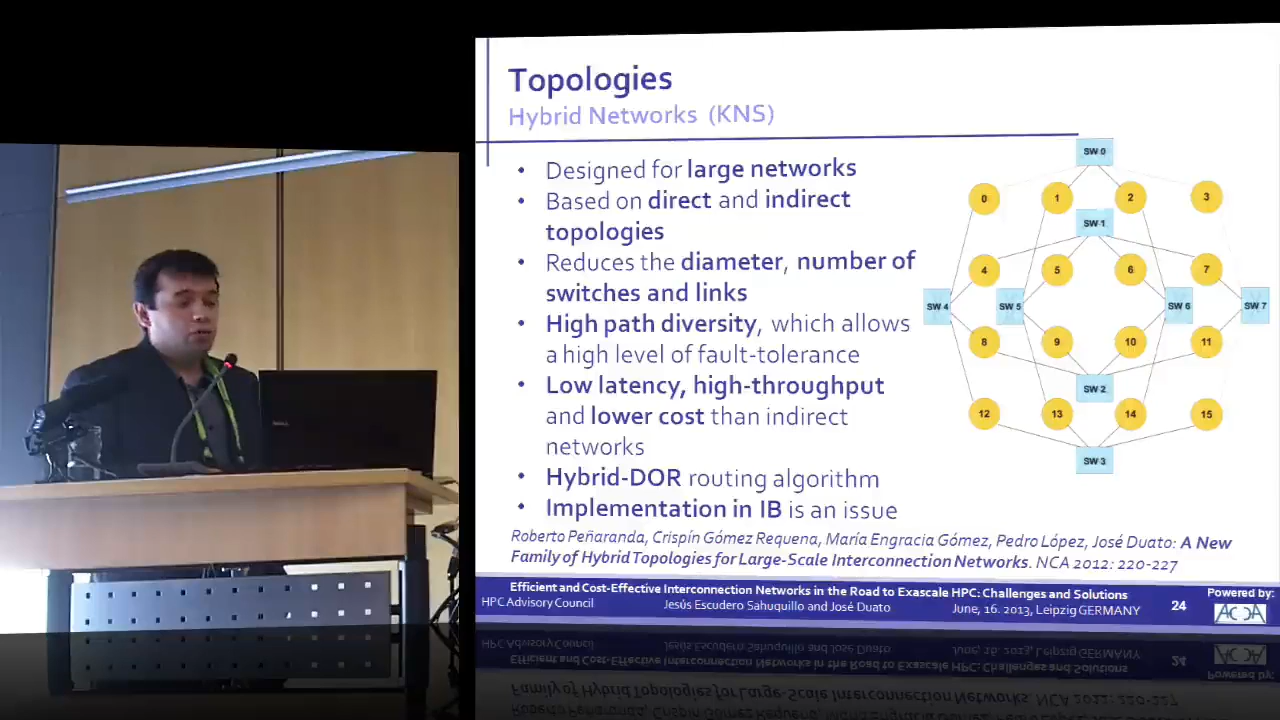 Topologies
Hybrid Networks (KNS)
• Designed for large networks
• Based on direct and indirect
topologies
• Reduces the diameter, number of
switches and links
• High path diversity, which allows
a high level of fault-tolerance
• Low latency, high-throughput
and lower cost than indirect
networks
• Hybrid-DOR routing algorithm
• Implementation in IB is an issue
SW 0
0 1 2 3
SW 1
4 5 6 7
SW 4 SW 5 SW 6 SW 7
8 9 10 11
SW 2
12 13 14 15
SW 3
Roberto Peñaranda, Crispín Gómez Requena, María Engracia Gómez, Pedro López, José Duato: A New
Family of Hybrid Topologies for Large-Scale Interconnection Networks. NCA 2012: 220-227
Efficient and Cost-Effective Interconnection Networks in the Road to Exascale HPC: Challenges and Solutions
HPC Advisory Council Jesús Escudero Sahuquillo and José Duato June, 16. 2013, Leipzig GERMANY
24
Powered by:
DELL